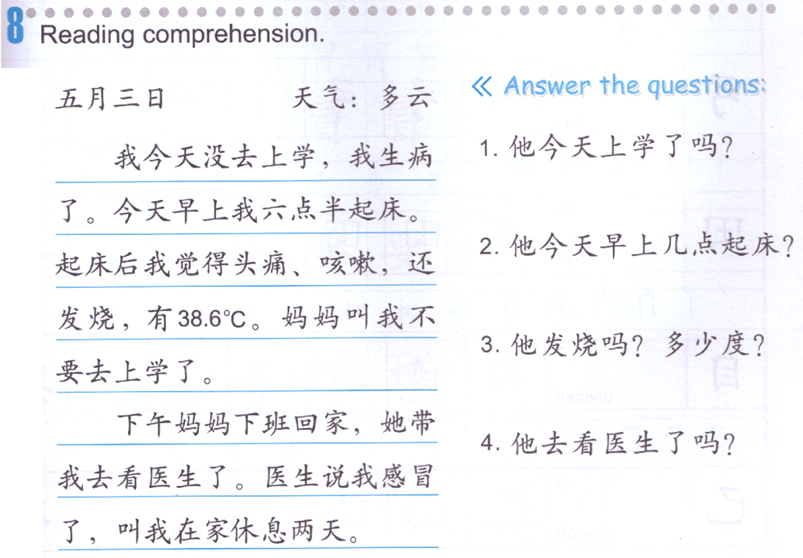 8 Reading comprehension.
五月三日 天气：多云
我今天没去上学，我生病
了。今天早上我六点半起床。
起床后我觉得头痛、咳嗽，还
发烧，有38.6℃。妈妈叫我不
要去上学了。
下午妈妈下班回家，她带
我去看医生了。医生说我感冒
了，叫我在家休息两天。
《 Answer the questions:
1. 他今天上学了吗？
2. 他今天早上几点起床？
3. 他发烧吗？多少度？
4. 他去看医生了吗？